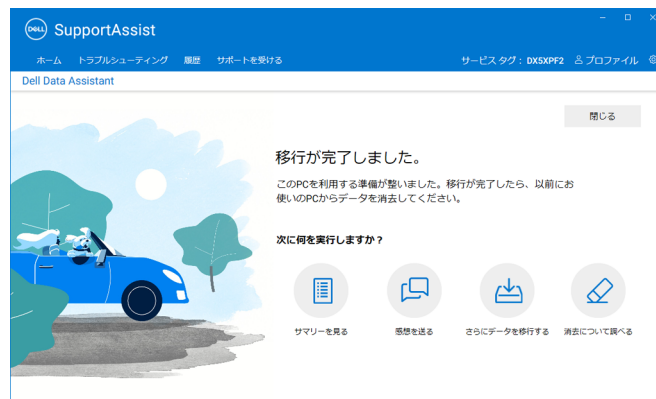 DELL SupportAssist
ホーム トラブルシューティング 履歴 サポートを受ける サービス タグ： DX5XPF2 プロファイル
Dell Data Assistant
閉じる
移行が完了しました。
このPCを利用する準備が整いました。移行が完了したら、以前にお
使いのPCからデータを消去してください。
次に何を実行しますか？
サマリーを見る 感想を送る さらにデータを移行する 消去について調べる